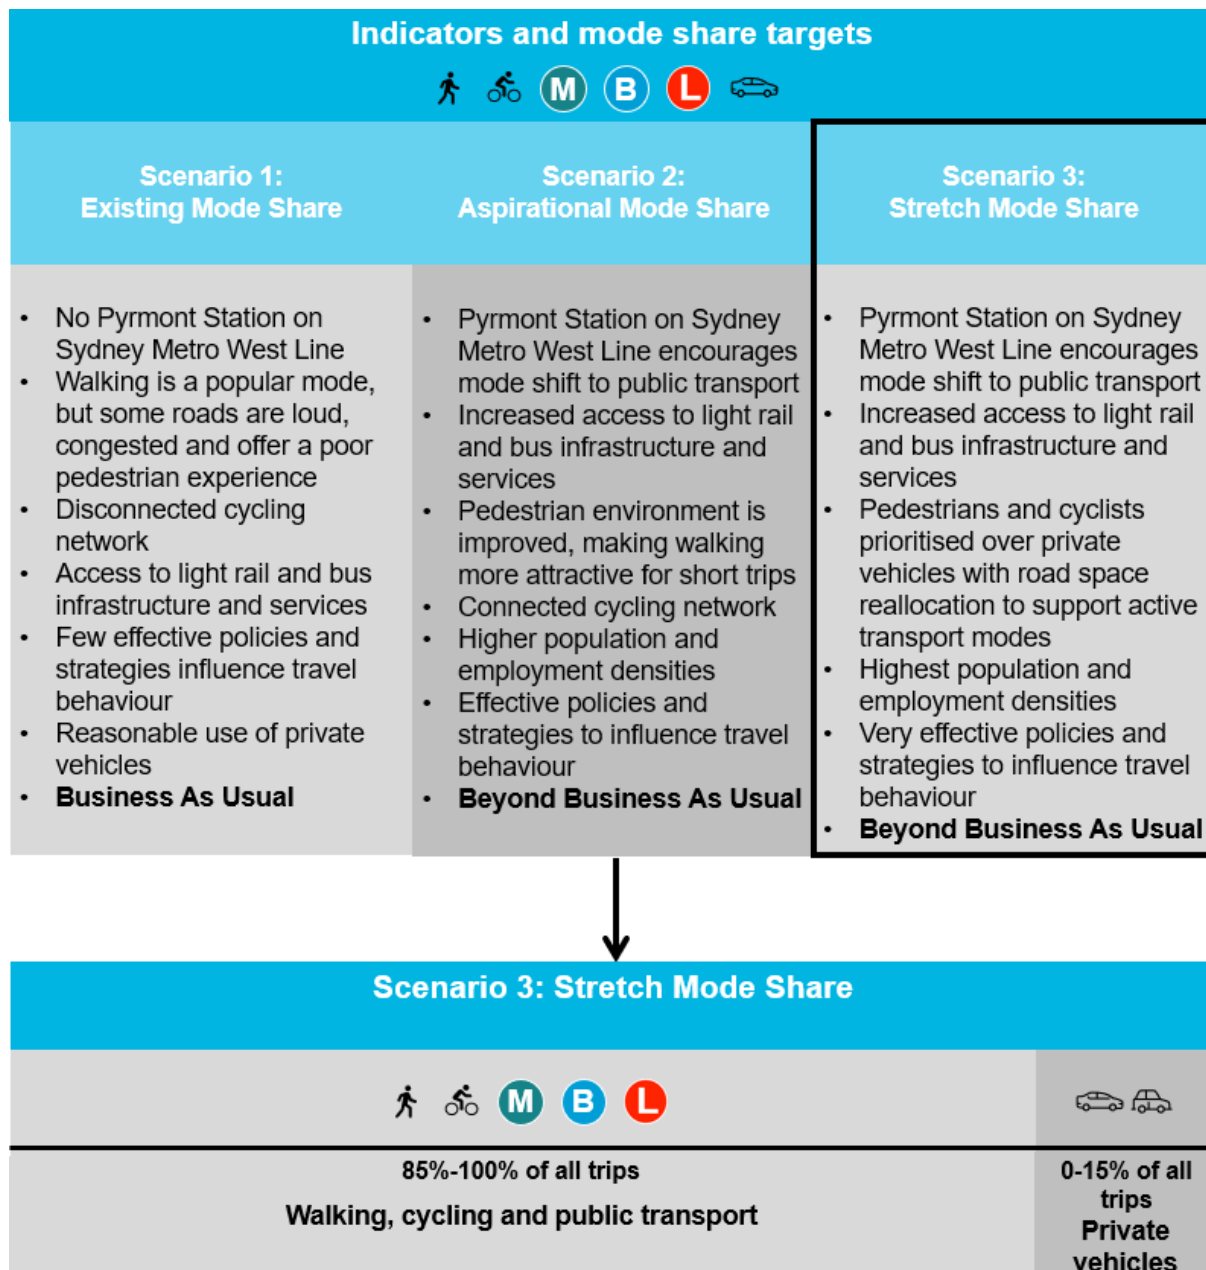 Indicators and mode share targets
M B L
Scenario 1:
Existing Mode Share
Scenario 2:
Aspirational Mode Share
Scenario 3:
Stretch Mode Share
• No Pyrmont Station on
Sydney Metro West Line
• Walking is a popular mode,
but some roads are loud,
congested and offer a poor
pedestrian experience
• Disconnected cycling
network
• Access to light rail and bus
infrastructure and services
• Few effective policies and
strategies influence travel
behaviour
• Reasonable use of private
vehicles
• Business As Usual
• Pyrmont Station on Sydney
Metro West Line encourages
mode shift to public transport
• Increased access to light rail
and bus infrastructure and
services
• Pedestrian environment is
improved, making walking
more attractive for short trips
• Connected cycling network
• Higher population and
employment densities
• Effective policies and
strategies to influence travel
behaviour
• Beyond Business As Usual
• Pyrmont Station on Sydney
Metro West Line encourages
mode shift to public transport
• Increased access to light rail
and bus infrastructure and
services
• Pedestrians and cyclists
prioritised over private
vehicles with road space
reallocation to support active
transport modes
• Highest population and
employment densities
• Very effective policies and
strategies to influence travel
behaviour
• Beyond Business As Usual
Scenario 3: Stretch Mode Share
M B L
85%-100% of all trips
Walking, cycling and public transport
0-15% of all
trips
Private
vehicles